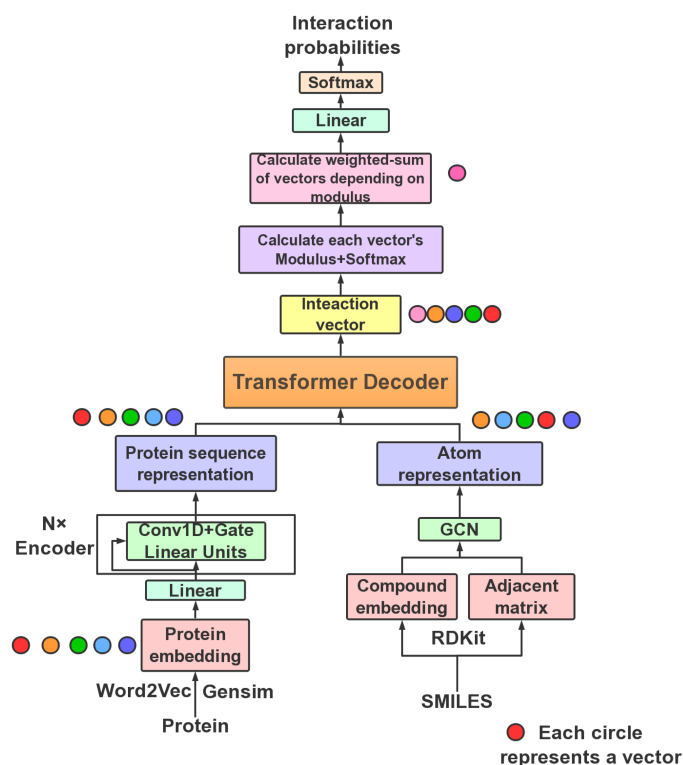 Interaction
probabilities
Softmax
Linear
Calculate weighted-sum
of vectors depending on
modulus
Calculate each vector's
Modulus+Softmax
Inteaction
vector
Transformer Decoder
Protein sequence
representation
Atom
representation
N×
Encoder
Conv1D+Gate
Linear Units
GCN
Linear
Compound
embedding
Adjacent
matrix
Protein
embedding
RDKit
Word2Vec Gensim
SMILES
Protein
Each circle
represents a vector